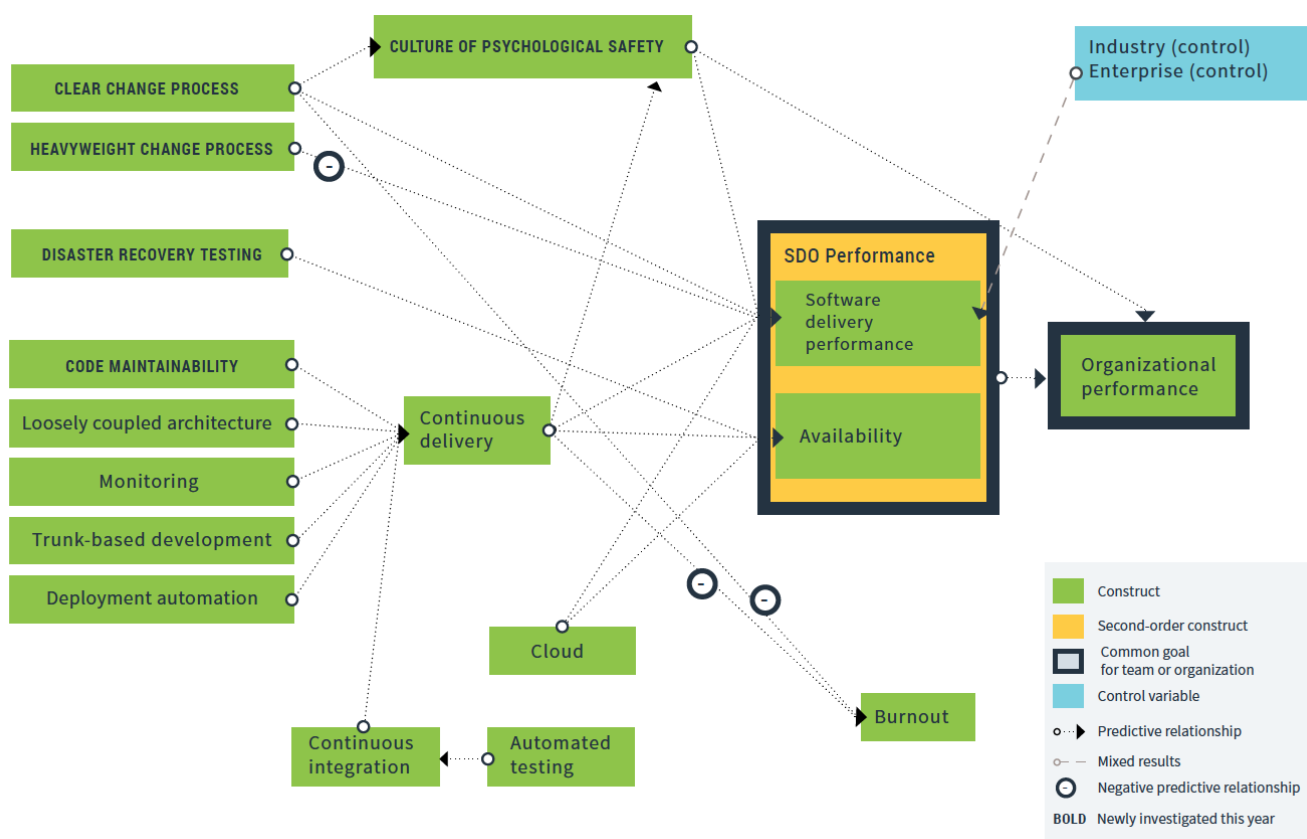 CULTURE OF PSYCHOLOGICAL SAFETY
Industry (control)
Enterprise (control)
CLEAR CHANGE PROCESS
HEAVYWEIGHT CHANGE PROCESS
-
DISASTER RECOVERY TESTING
SDO Performance
Software
delivery
performance
CODE MAINTAINABILITY
Organizational
performance
Loosely coupled architecture
Continuous
delivery
Availability
Monitoring
Trunk-based development
Deployment automation
-
-
Cloud
Burnout
Continuous
integration
Automated
testing
Construct
Second-order construct
Common goal
for team or organization
Control variable
Predictive relationship
Mixed results
-
Negative predictive relationship
BOLD Newly investigated this year